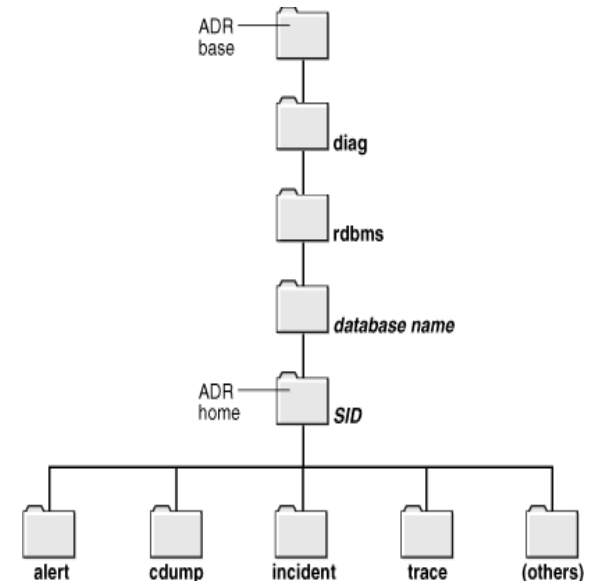 ADR
base
diag
rdbms
database name
ADR
home
SID
alert
cdump
incident
trace
(others)